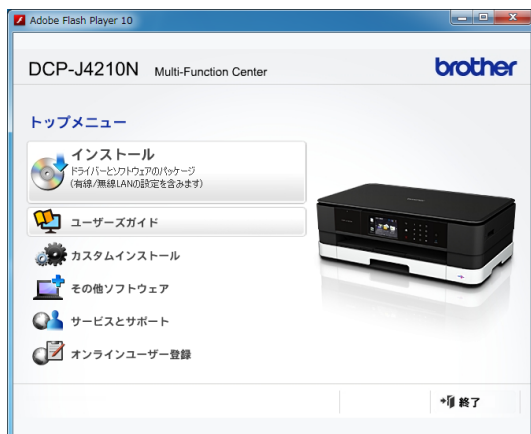 Adobe Flash Player 10
DCP-J4210N Multi-Function Center
brother
トップメニュー
インストール
ドライバーとソフトウェアのパッケージ
(有線/無線LANの設定を含みます)
ユーザーズガイド
カスタムインストール
その他ソフトウェア
サービスとサポート
オンラインユーザー登録
終了